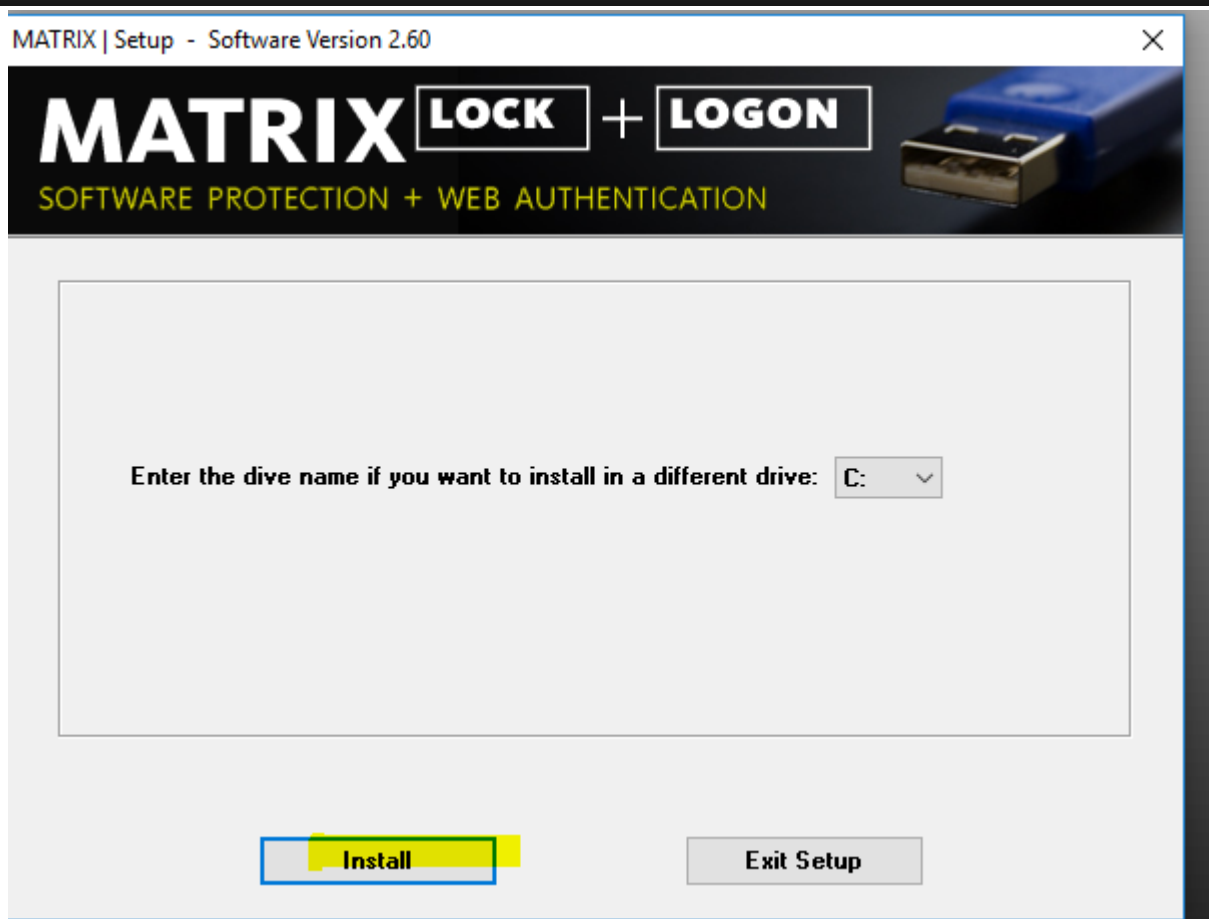 MATRIX | Setup - Software Version 2.60
MATRIX LOCK + LOGON
SOFTWARE PROTECTION + WEB AUTHENTICATION
Enter the dive name if you want to install in a different drive: C:
Install Exit Setup